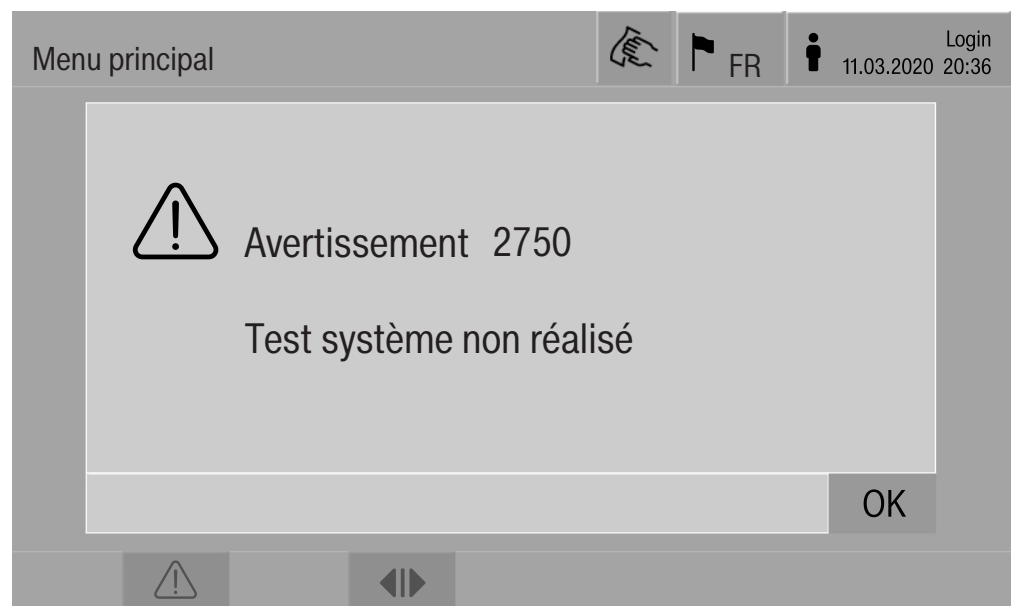 Menu principal
FR
Login
11.03.2020 20:36
Avertissement 2750
Test système non réalisé
OK